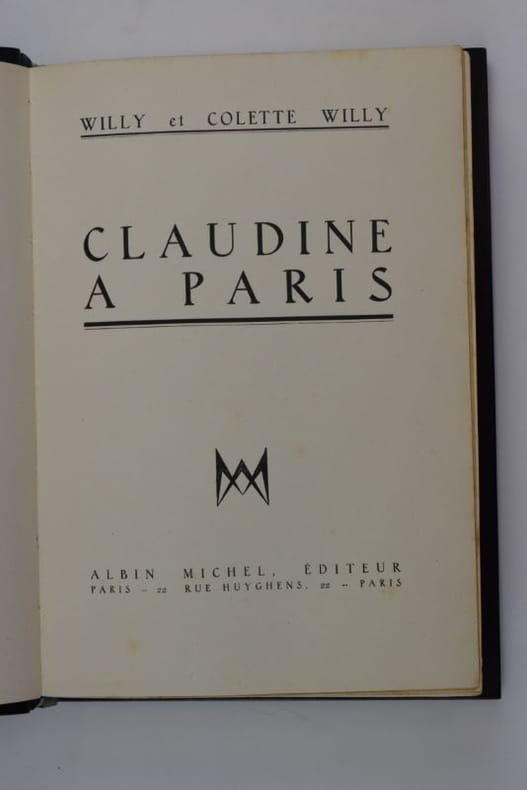 WILLY et COLETTE WILLY
CLAUDINE
A PARIS
ALBIN MICHEL, ÉDITEUR
PARIS – 22 RUE HUYGHENS, 22 – PARIS